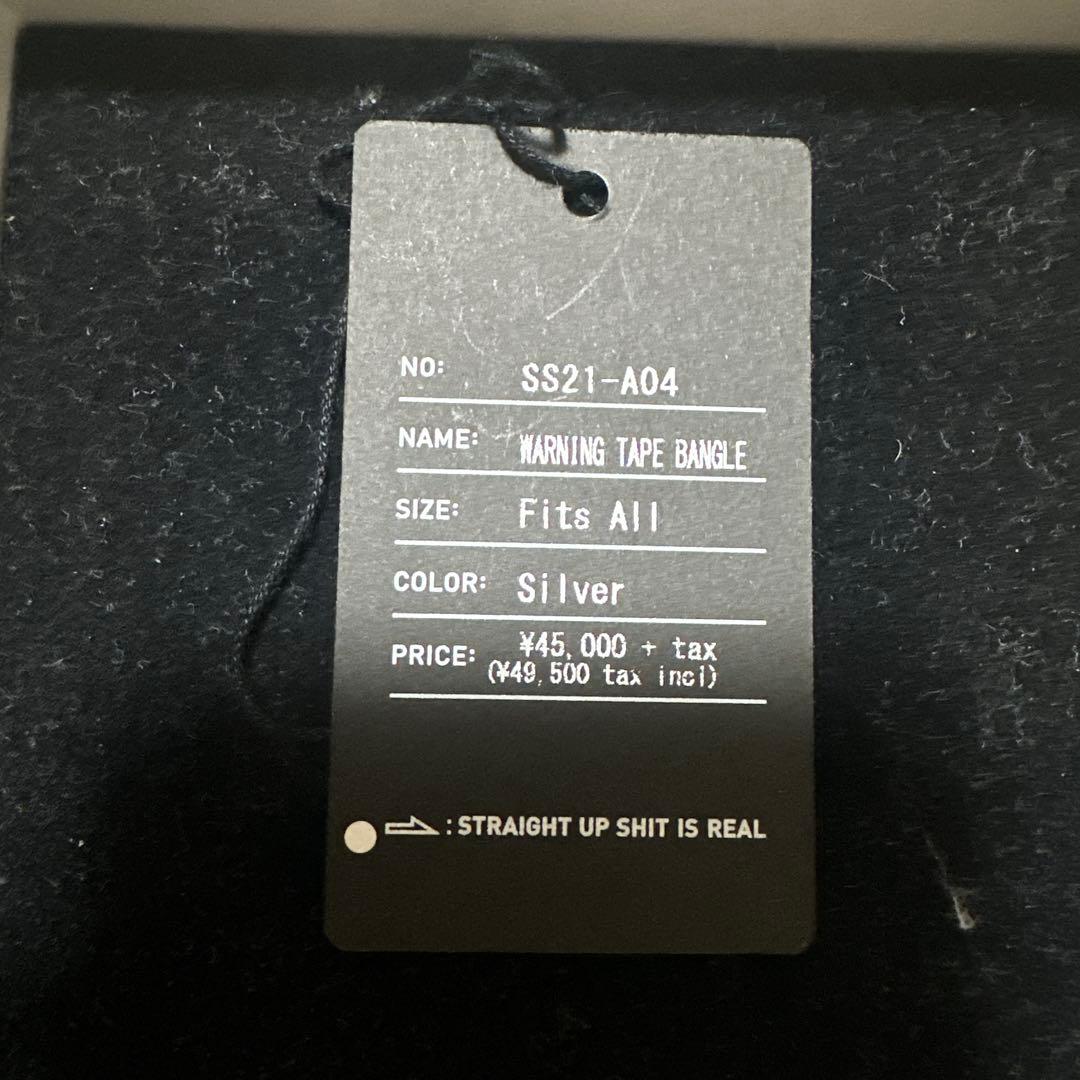 NO: SS21-A04
NAME: WARNING TAPE BANGLE
SIZE: Fits All
COLOR: Silver
PRICE: ¥45,000 + tax
(¥49,500 tax incl)
: STRAIGHT UP SHIT IS REAL